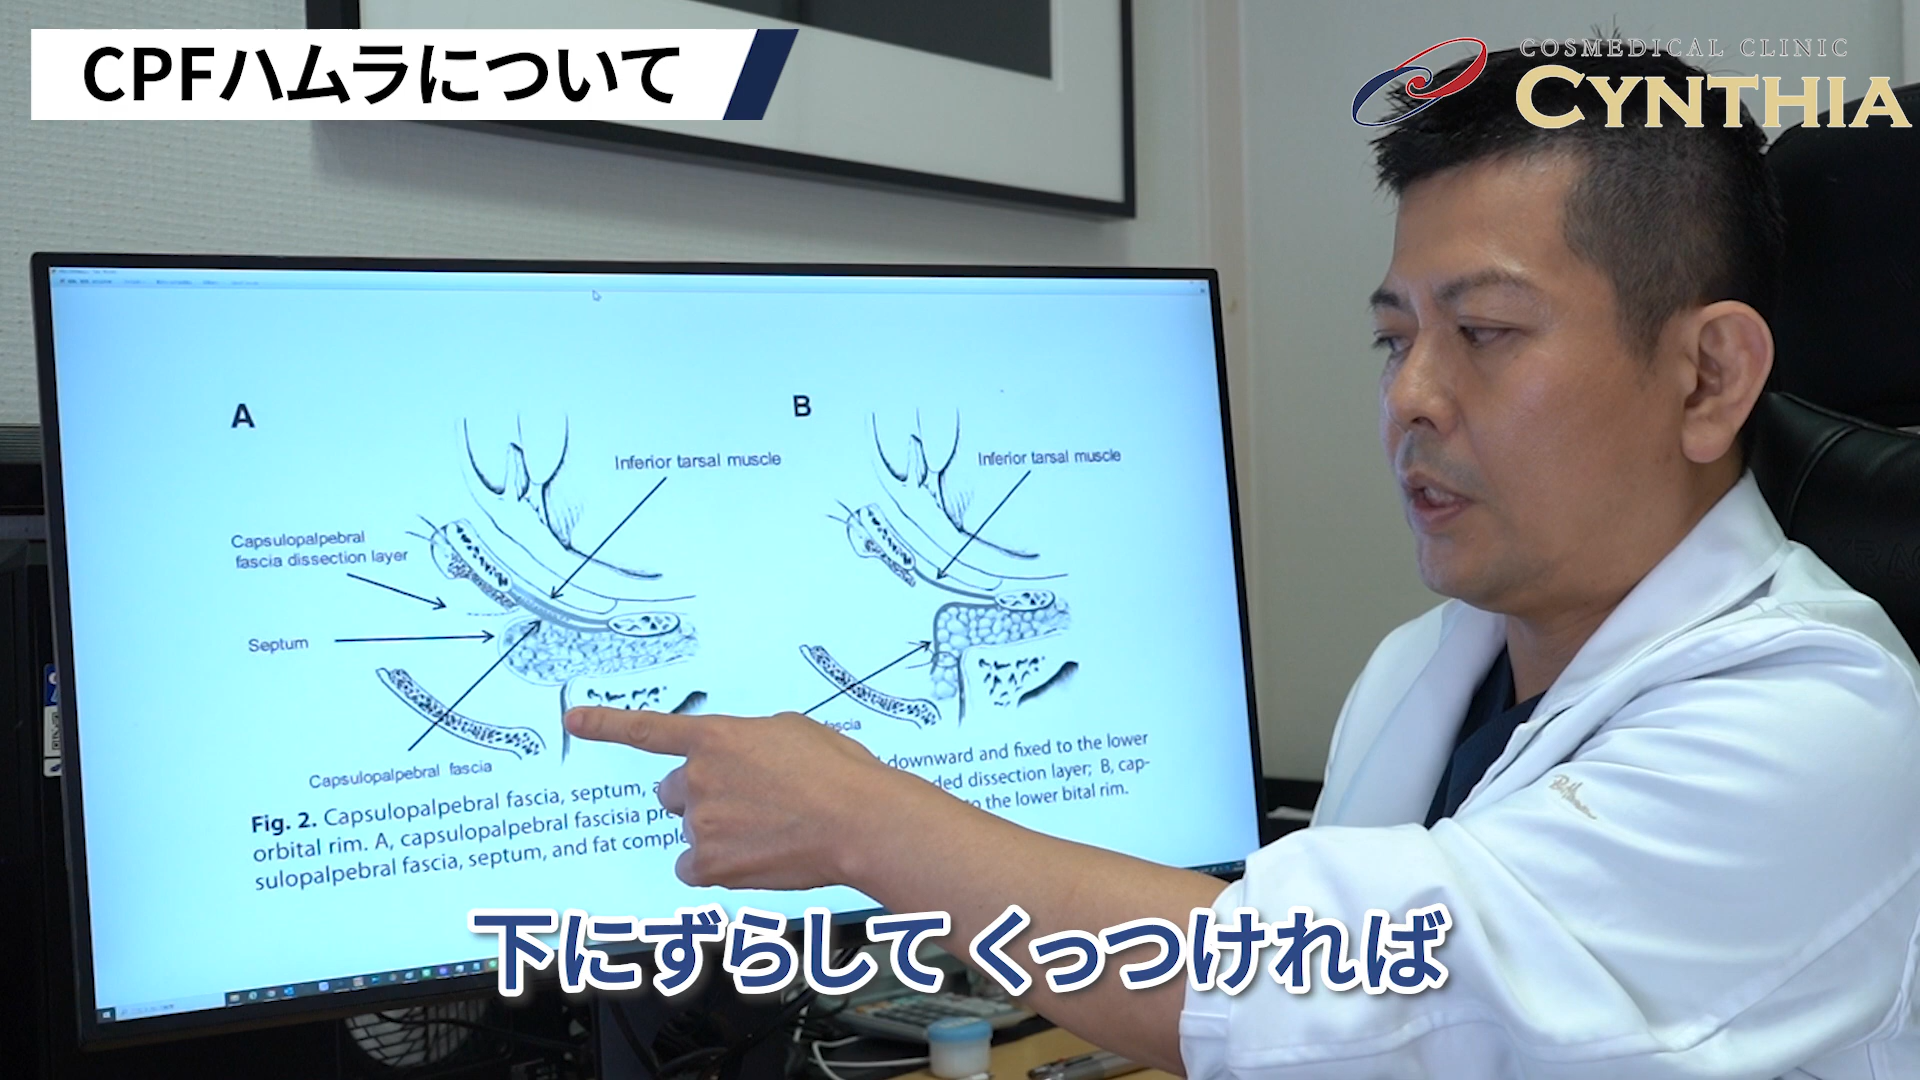 CPFハムラについて
COSMEDICAL CLINIC
CYNTHIA
A
B
Inferior tarsal muscle
Inferior tarsal muscle
Capsulopalpebral
fascia dissection layer
Septum
Capsulopalpebral fascia
fascia
Fig. 2. Capsulopalpebral fascia, septum, downward and fixed to the lower
orbital rim. A, capsulopalpebral fascisia dissection layer; B, cap-
sulopalpebral fascia, septum, and fat the lower bital rim.
下にずらして くっつければ